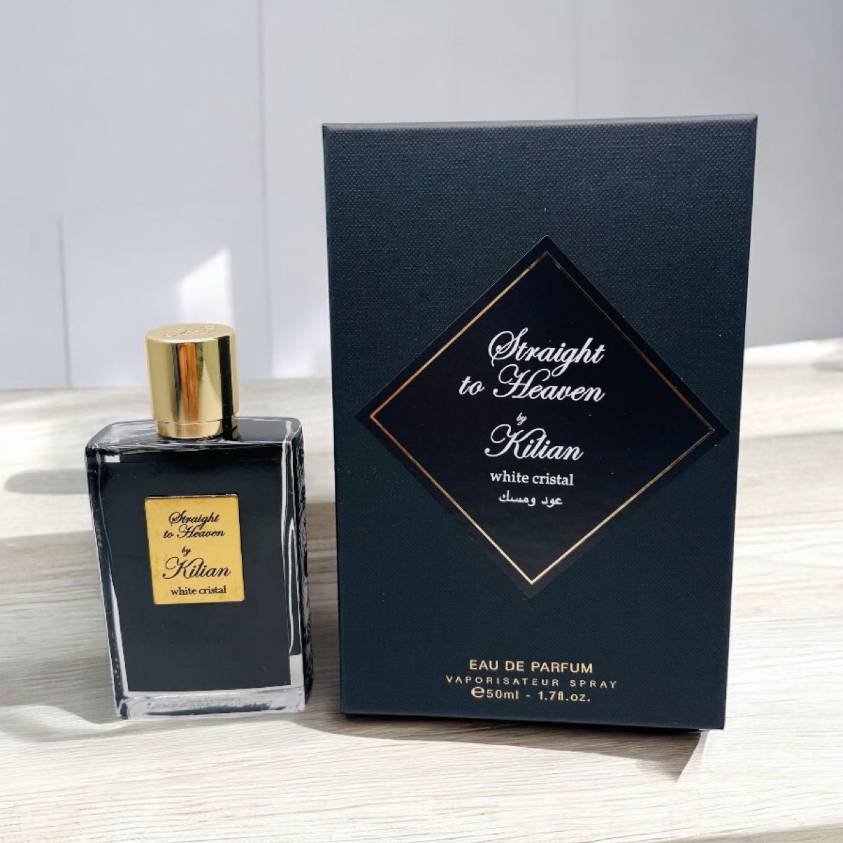 Straight
to Heaven
by
Kilian
white cristal
Straight
to Heaven
by
Kilian
white cristal
عود ومسك
EAU DE PARFUM
VAPORISATEUR SPRAY
e50ml - 1.7fl.oz.